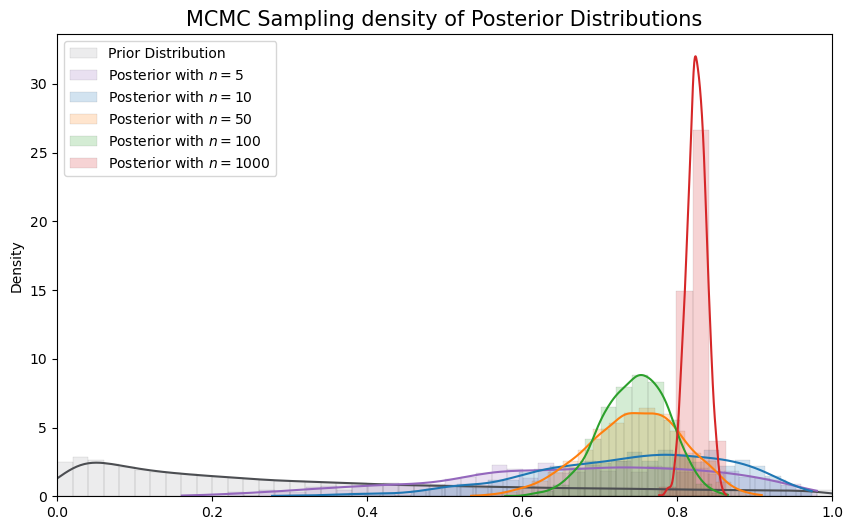 MCMC Sampling density of Posterior Distributions
Prior Distribution
Posterior with n = 5
Posterior with n = 10
Posterior with n = 50
Posterior with n = 100
Posterior with n = 1000
Density
30
25
20
15
10
5
0
0.0 0.2 0.4 0.6 0.8 1.0